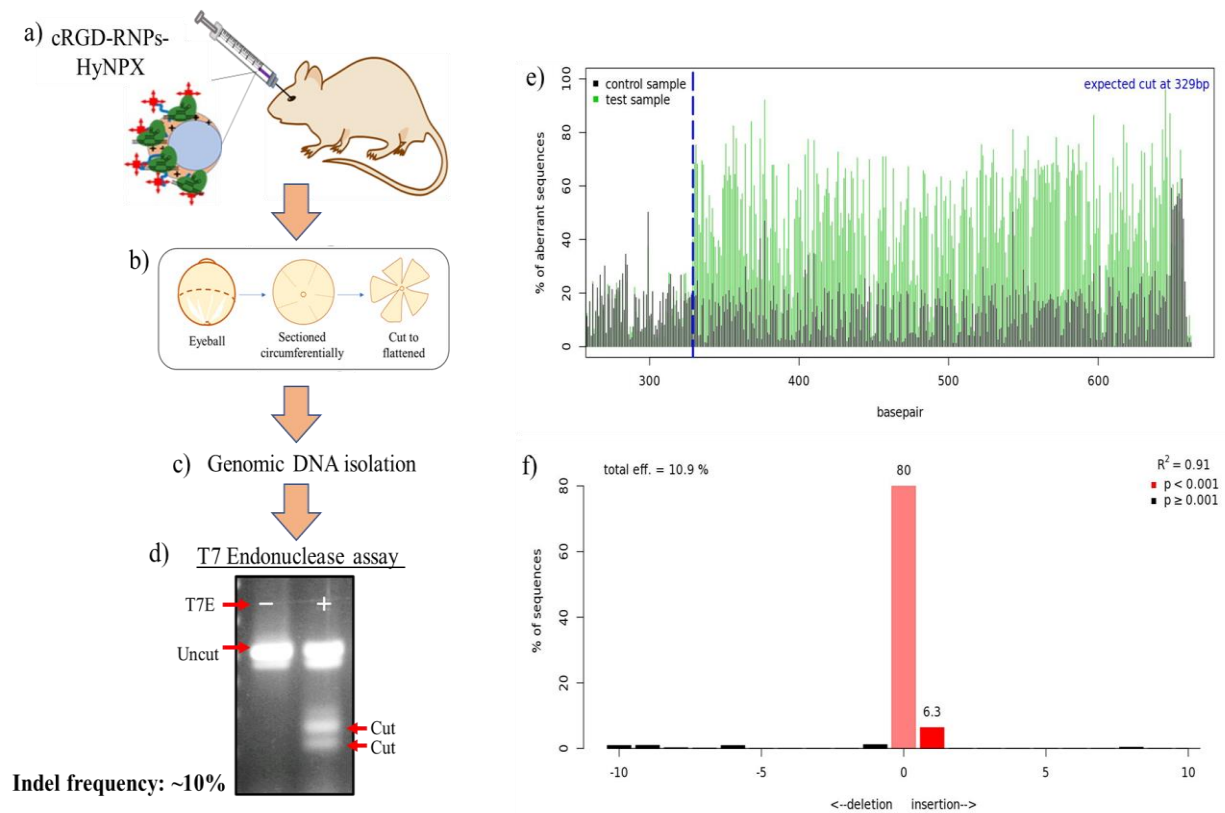 a) cRGD-RNPs-
HyNPX
b)
Eyeball
Sectioned
circumferentially
Cut to
flattened
c) Genomic DNA isolation
d) T7 Endonuclease assay
T7E
− +
Uncut
Cut
Cut
Indel frequency: ~10%
e)
control sample
test sample
expected cut at 329bp
% of aberrant sequences
100
80
60
40
20
0
300 400 500 600
basepair
f)
total eff. = 10.9 %
R² = 0.91
p < 0.001
p ≥ 0.001
80
6.3
% of sequences
80
60
40
20
0
-10 -5 0 5 10
<--deletion insertion-->